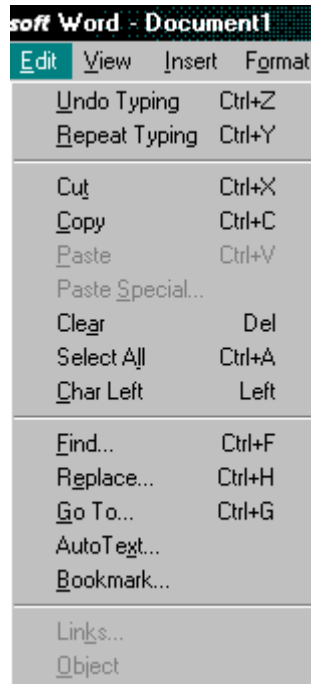 soft Word - Document1
Edit View Insert Format
Undo Typing Ctrl+Z
Repeat Typing Ctrl+Y
Cut Ctrl+X
Copy Ctrl+C
Paste Ctrl+V
Paste Special...
Clear Del
Select All Ctrl+A
Char Left Left
Find... Ctrl+F
Replace... Ctrl+H
Go To... Ctrl+G
AutoText...
Bookmark...
Links...
Object